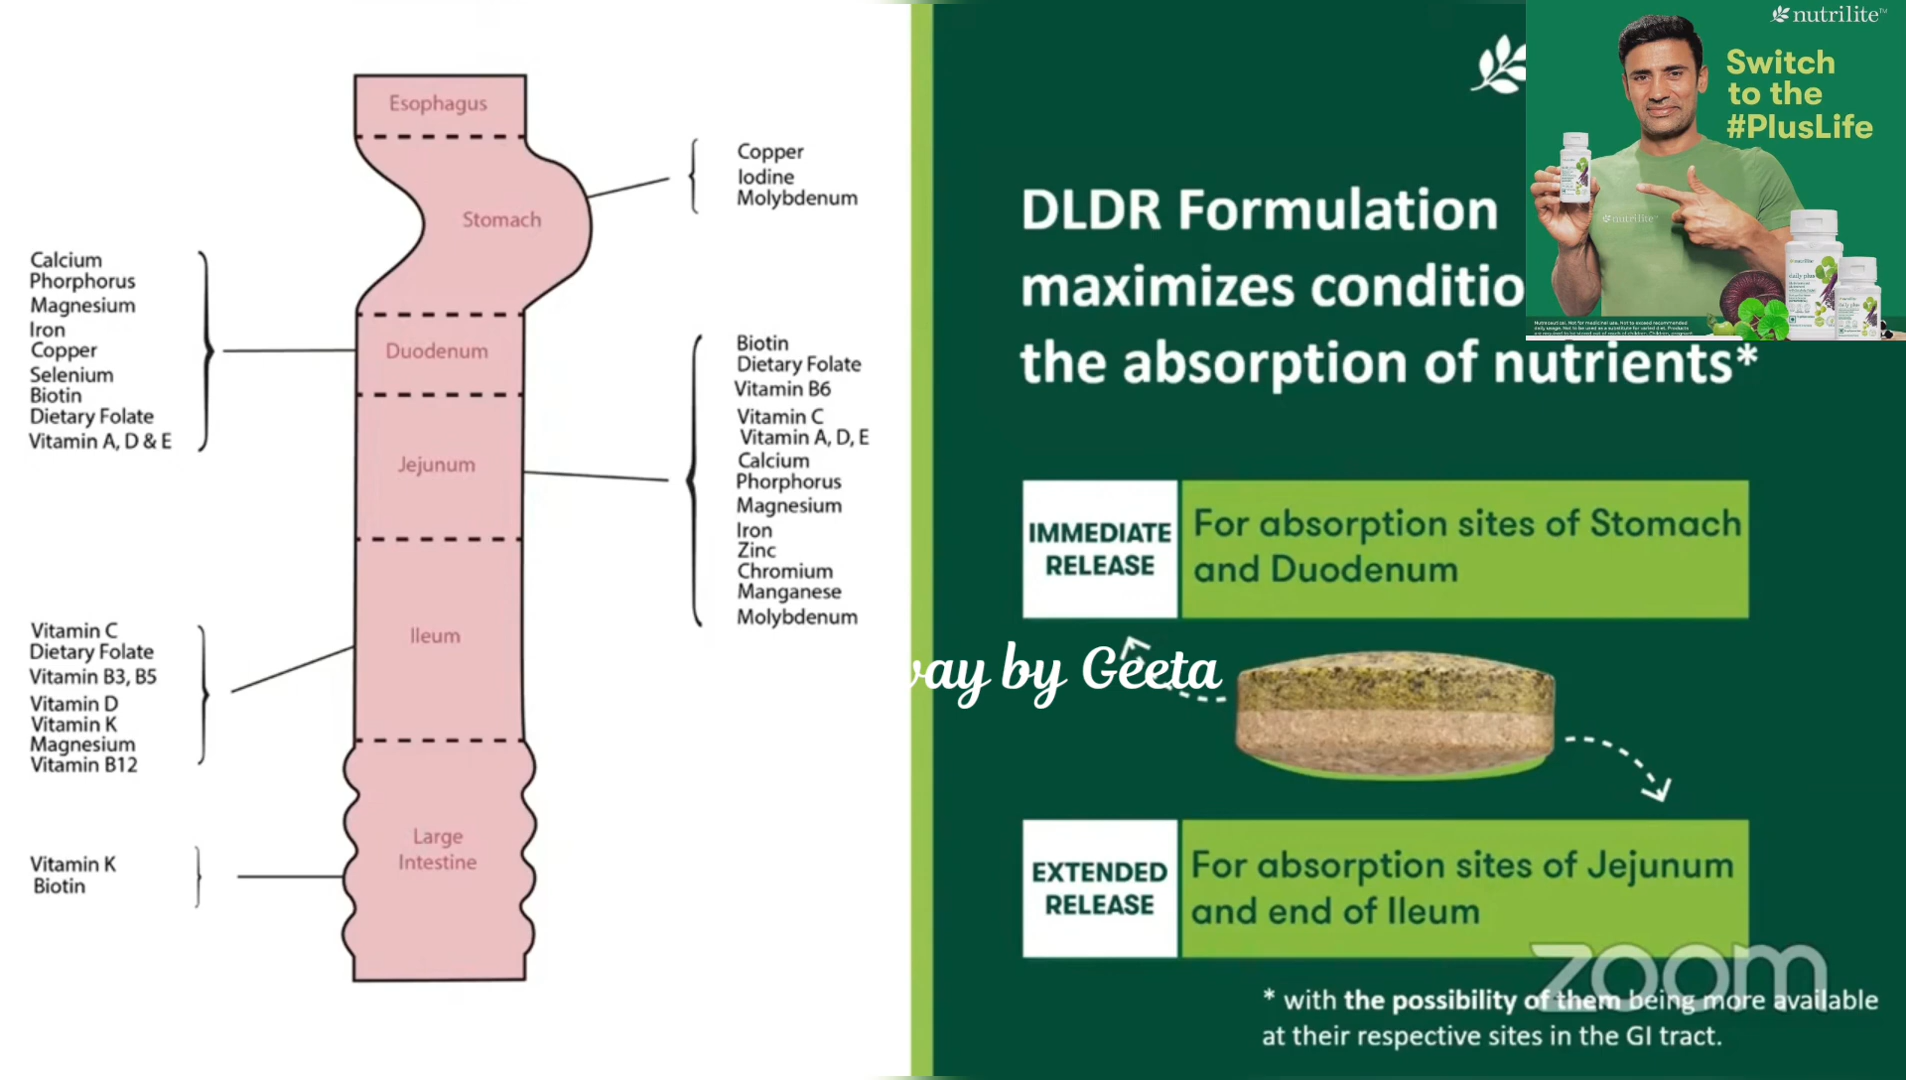 Esophagus
Stomach
Duodenum
Jejunum
Ileum
Large
Intestine
Copper
Iodine
Molybdenum
Calcium
Phorphorus
Magnesium
Iron
Copper
Selenium
Biotin
Dietary Folate
Vitamin A, D & E
Biotin
Dietary Folate
Vitamin B6
Vitamin C
Vitamin A, D, E
Calcium
Phorphorus
Magnesium
Iron
Zinc
Chromium
Manganese
Molybdenum
Vitamin C
Dietary Folate
Vitamin B3, B5
Vitamin D
Vitamin K
Magnesium
Vitamin B12
Vitamin K
Biotin
nutrilite™
Switch
to the
#PlusLife
nutrilite
nutrilite
daily plus
DLDR Formulation
maximizes conditio
the absorption of nutrients*
IMMEDIATE
RELEASE
For absorption sites of Stomach
and Duodenum
way by Geeta
EXTENDED
RELEASE
For absorption sites of Jejunum
and end of Ileum
zoom
* with the possibility of them being more available
at their respective sites in the GI tract.